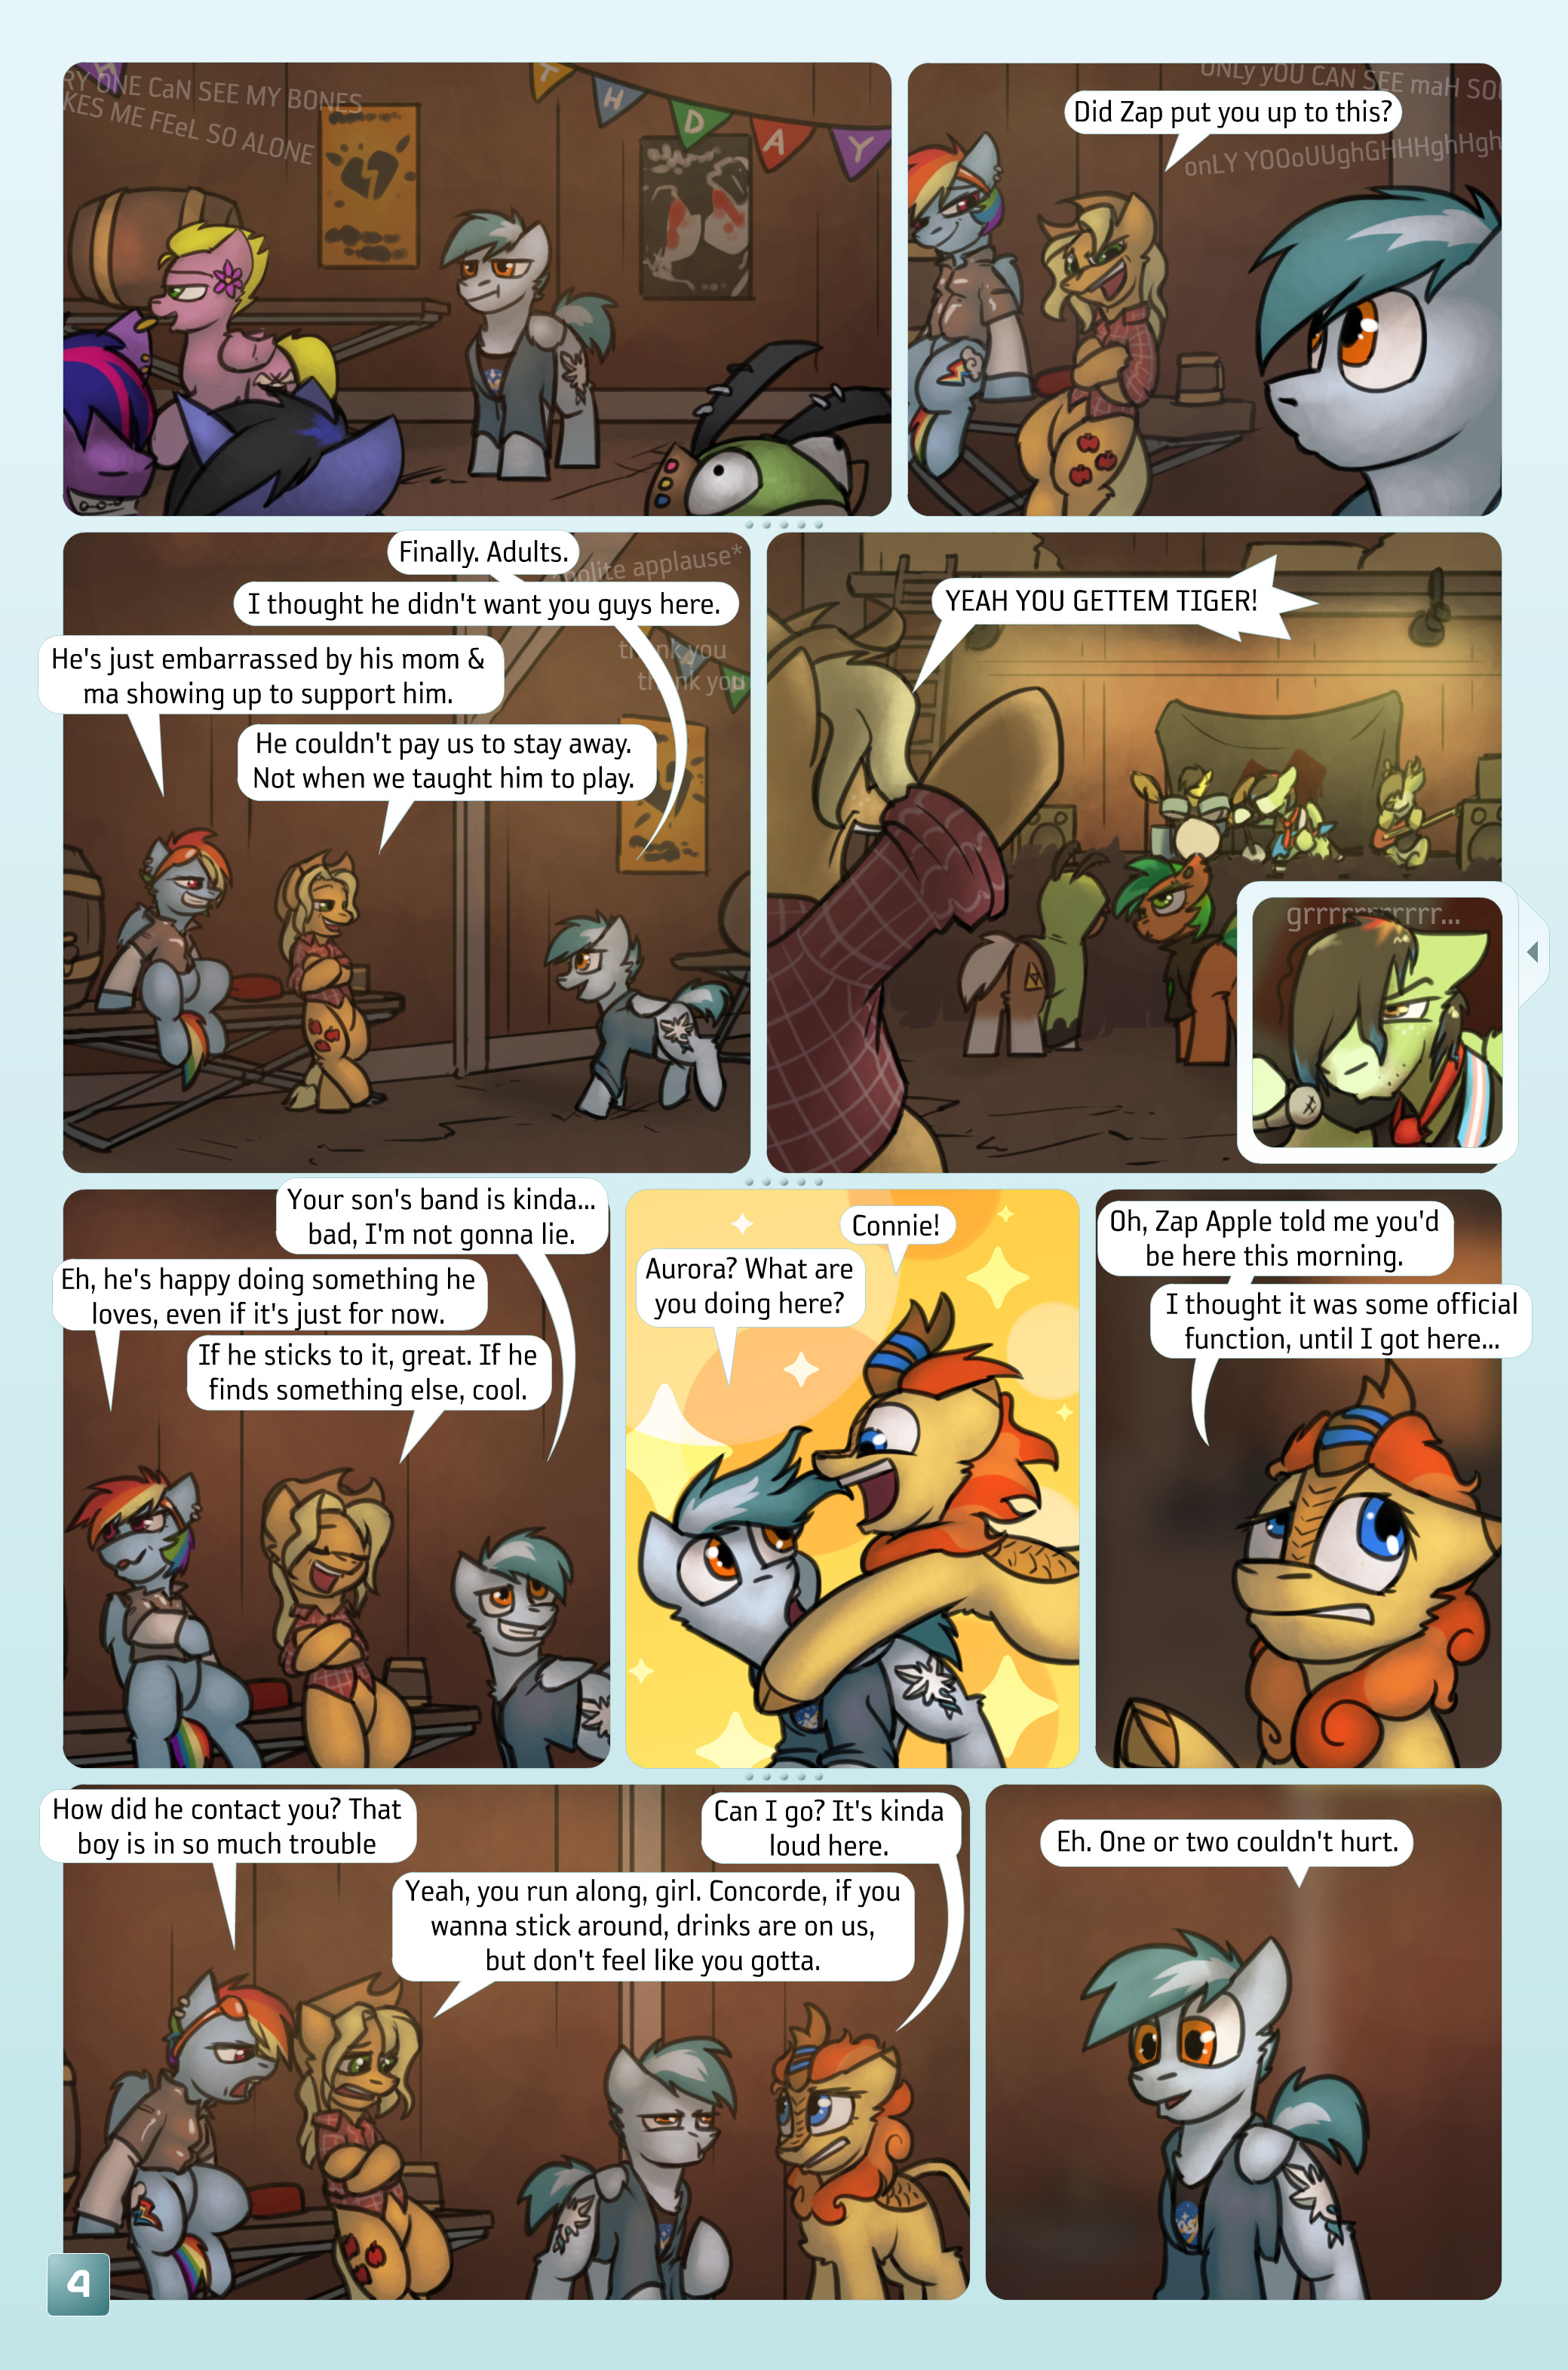 RY ONE CaN SEE MY BONES
KES ME FEeL SO ALONE
T H D A Y
ONLy yOU CAN SEE maH SO
Did Zap put you up to this?
onLY YOOoUUghGHHHghHgh
Finally. Adults.
polite applause*
I thought he didn't want you guys here.
thank you
thank you
He's just embarrassed by his mom &
ma showing up to support him.
He couldn't pay us to stay away.
Not when we taught him to play.
YEAH YOU GETTEM TIGER!
grrrrrrrrrrrr...
Your son's band is kinda...
bad, I'm not gonna lie.
Eh, he's happy doing something he
loves, even if it's just for now.
If he sticks to it, great. If he
finds something else, cool.
Connie!
Aurora? What are
you doing here?
Oh, Zap Apple told me you'd
be here this morning.
I thought it was some official
function, until I got here...
How did he contact you? That
boy is in so much trouble
Can I go? It's kinda
loud here.
Yeah, you run along, girl. Concorde, if you
wanna stick around, drinks are on us,
but don't feel like you gotta.
Eh. One or two couldn't hurt.
4